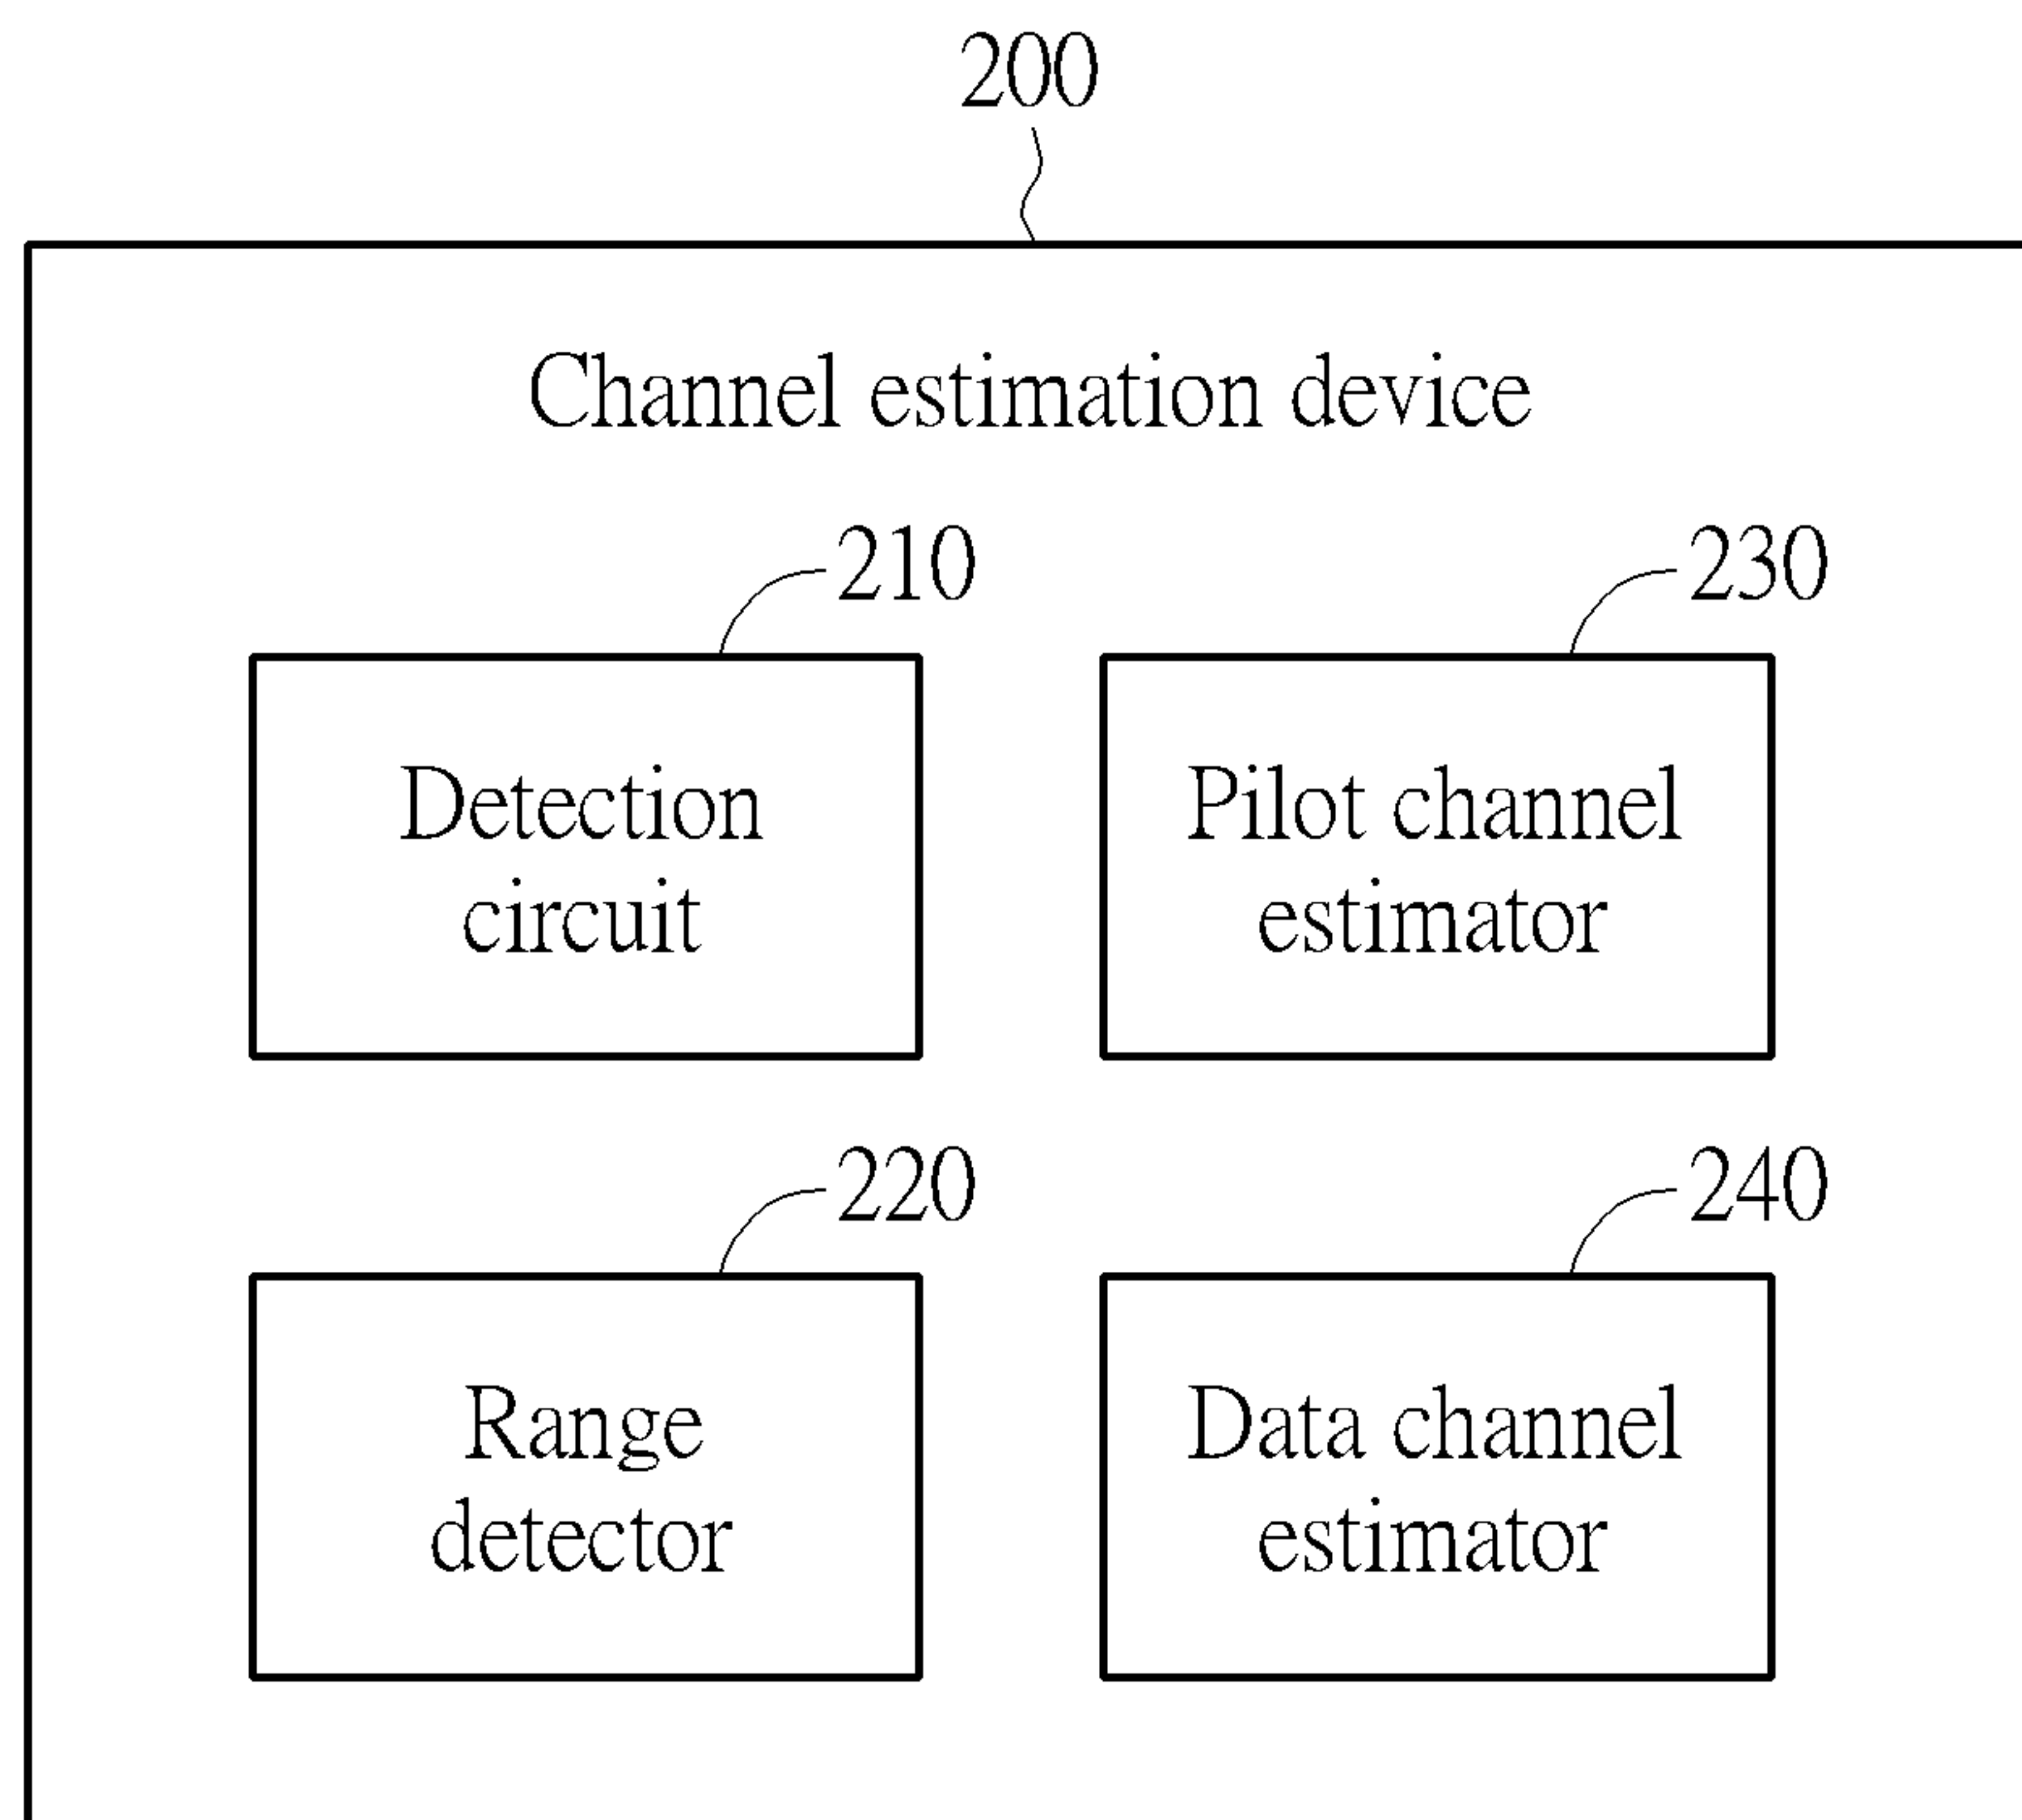 200
Channel estimation device
210
230
Detection
circuit
Pilot channel
estimator
220
240
Range
detector
Data channel
estimator